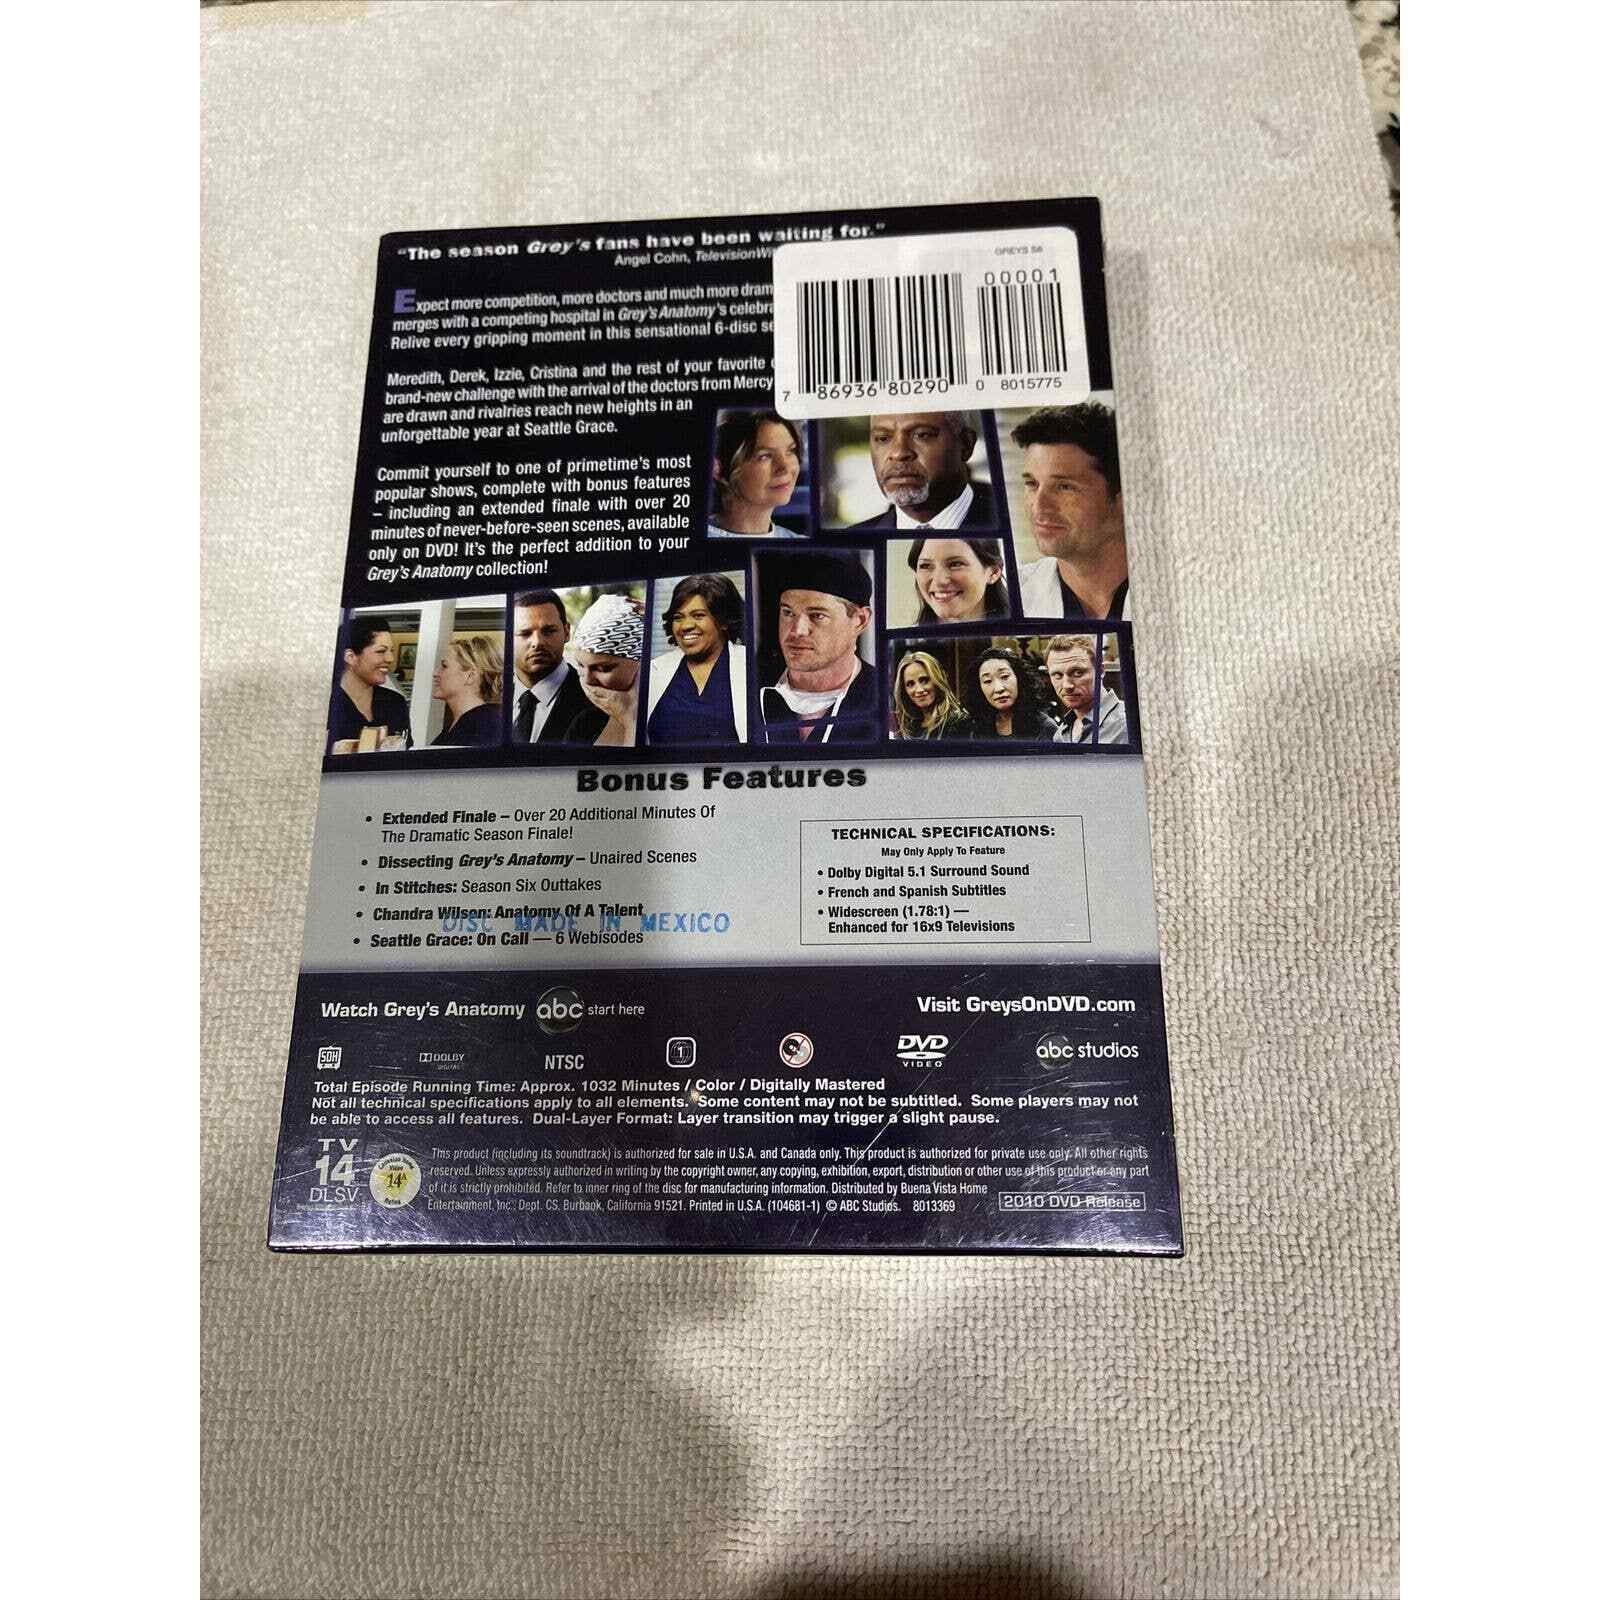 "The season Grey's fans have been waiting for."
Angel Cohn, TelevisionWi
GREYS S6
00001
7 86936 80290 0 8015775
Expect more competition, more doctors and much more dram
merges with a competing hospital in Grey's Anatomy's celebra
Relive every gripping moment in this sensational 6-disc se
Meredith, Derek, Izzie, Cristina and the rest of your favorite
brand-new challenge with the arrival of the doctors from Mercy
are drawn and rivalries reach new heights in an
unforgettable year at Seattle Grace.
Commit yourself to one of primetime's most
popular shows, complete with bonus features
– including an extended finale with over 20
minutes of never-before-seen scenes, available
only on DVD! It's the perfect addition to your
Grey's Anatomy collection!
Bonus Features
• Extended Finale – Over 20 Additional Minutes Of
The Dramatic Season Finale!
• Dissecting Grey's Anatomy – Unaired Scenes
• In Stitches: Season Six Outtakes
• Chandra Wilson: Anatomy Of A Talent
DISC MADE IN MEXICO
• Seattle Grace: On Call — 6 Webisodes
TECHNICAL SPECIFICATIONS:
May Only Apply To Feature
• Dolby Digital 5.1 Surround Sound
• French and Spanish Subtitles
• Widescreen (1.78:1) —
Enhanced for 16x9 Televisions
Watch Grey's Anatomy abc start here
Visit GreysOnDVD.com
SDH DOLBY DIGITAL NTSC 1 DVD VIDEO abc studios
Total Episode Running Time: Approx. 1032 Minutes / Color / Digitally Mastered
Not all technical specifications apply to all elements. Some content may not be subtitled. Some players may not
be able to access all features. Dual-Layer Format: Layer transition may trigger a slight pause.
TV
14
DLSV
14A
This product (including its soundtrack) is authorized for sale in U.S.A. and Canada only. This product is authorized for private use only. All other rights
reserved. Unless expressly authorized in writing by the copyright owner, any copying, exhibition, export, distribution or other use of this product or any part
of it is strictly prohibited. Refer to inner ring of the disc for manufacturing information. Distributed by Buena Vista Home
Entertainment, Inc., Dept. CS, Burbank, California 91521. Printed in U.S.A. (104681-1) © ABC Studios. 8013369
2010 DVD Release